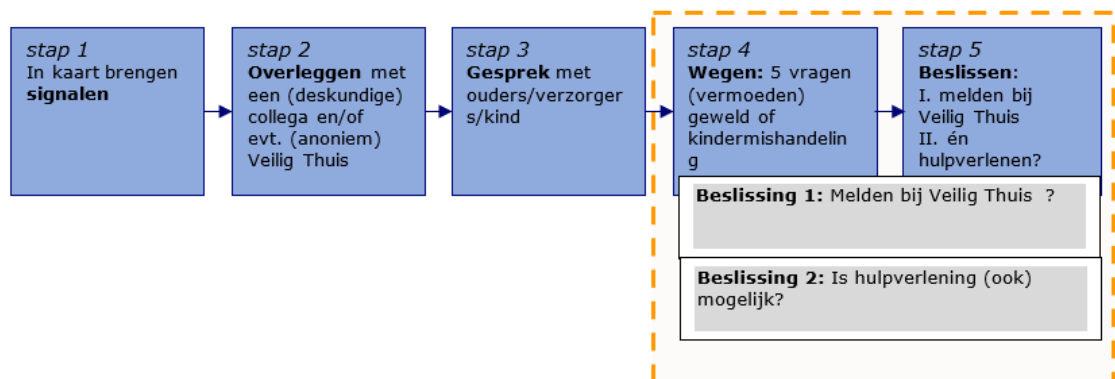 stap 1
In kaart brengen
signalen
stap 2
Overleggen met
een (deskundige)
collega en/of
evt. (anoniem)
Veilig Thuis
stap 3
Gesprek met
ouders/verzorger
s/kind
stap 4
Wegen: 5 vragen
(vermoeden)
geweld of
kindermishandelin
g
stap 5
Beslissen:
I. melden bij
Veilig Thuis
II. én
hulpverlenen?
Beslissing 1: Melden bij Veilig Thuis ?
Beslissing 2: Is hulpverlening (ook)
mogelijk?